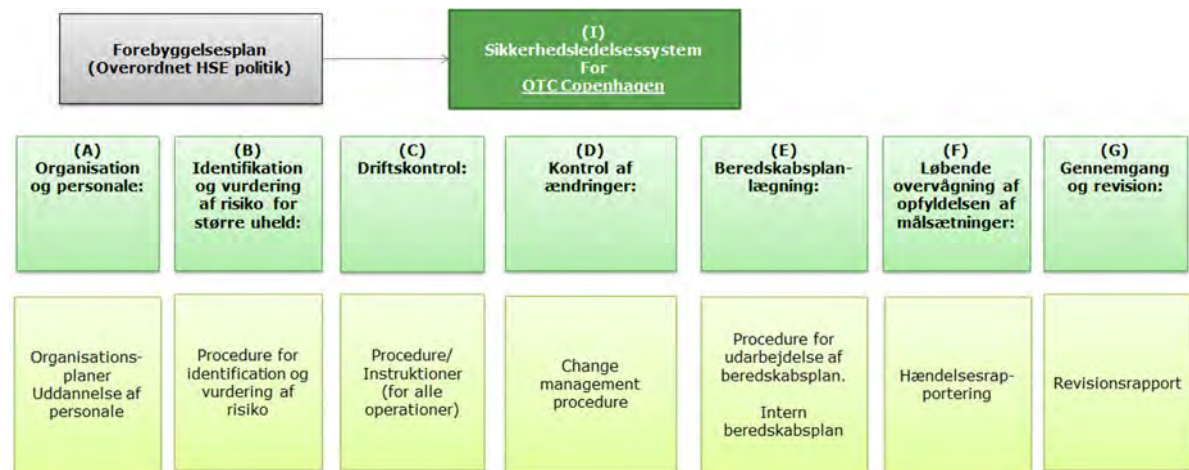 Forebyggelsesplan
(Overordnet HSE politik)
(I)
Sikkerhedsledelsessystem
For
OTC Copenhagen
(A)
Organisation
og personale:
(B)
Identifikation
og vurdering
af risiko for
større uheld:
(C)
Driftskontrol:
(D)
Kontrol af
ændringer:
(E)
Beredskabsplan-
lægning:
(F)
Løbende
overvågning af
opfyldelsen af
målsætninger:
(G)
Gennemgang
og revision:
Organisations-
planer
Uddannelse af
personale
Procedure for
identification og
vurdering af
risiko
Procedure/
Instruktioner
(for alle
operationer)
Change
management
procedure
Procedure for
udarbejdelse af
beredskabsplan.
Intern
beredskabsplan
Hændelsesrap-
portering
Revisionsrapport